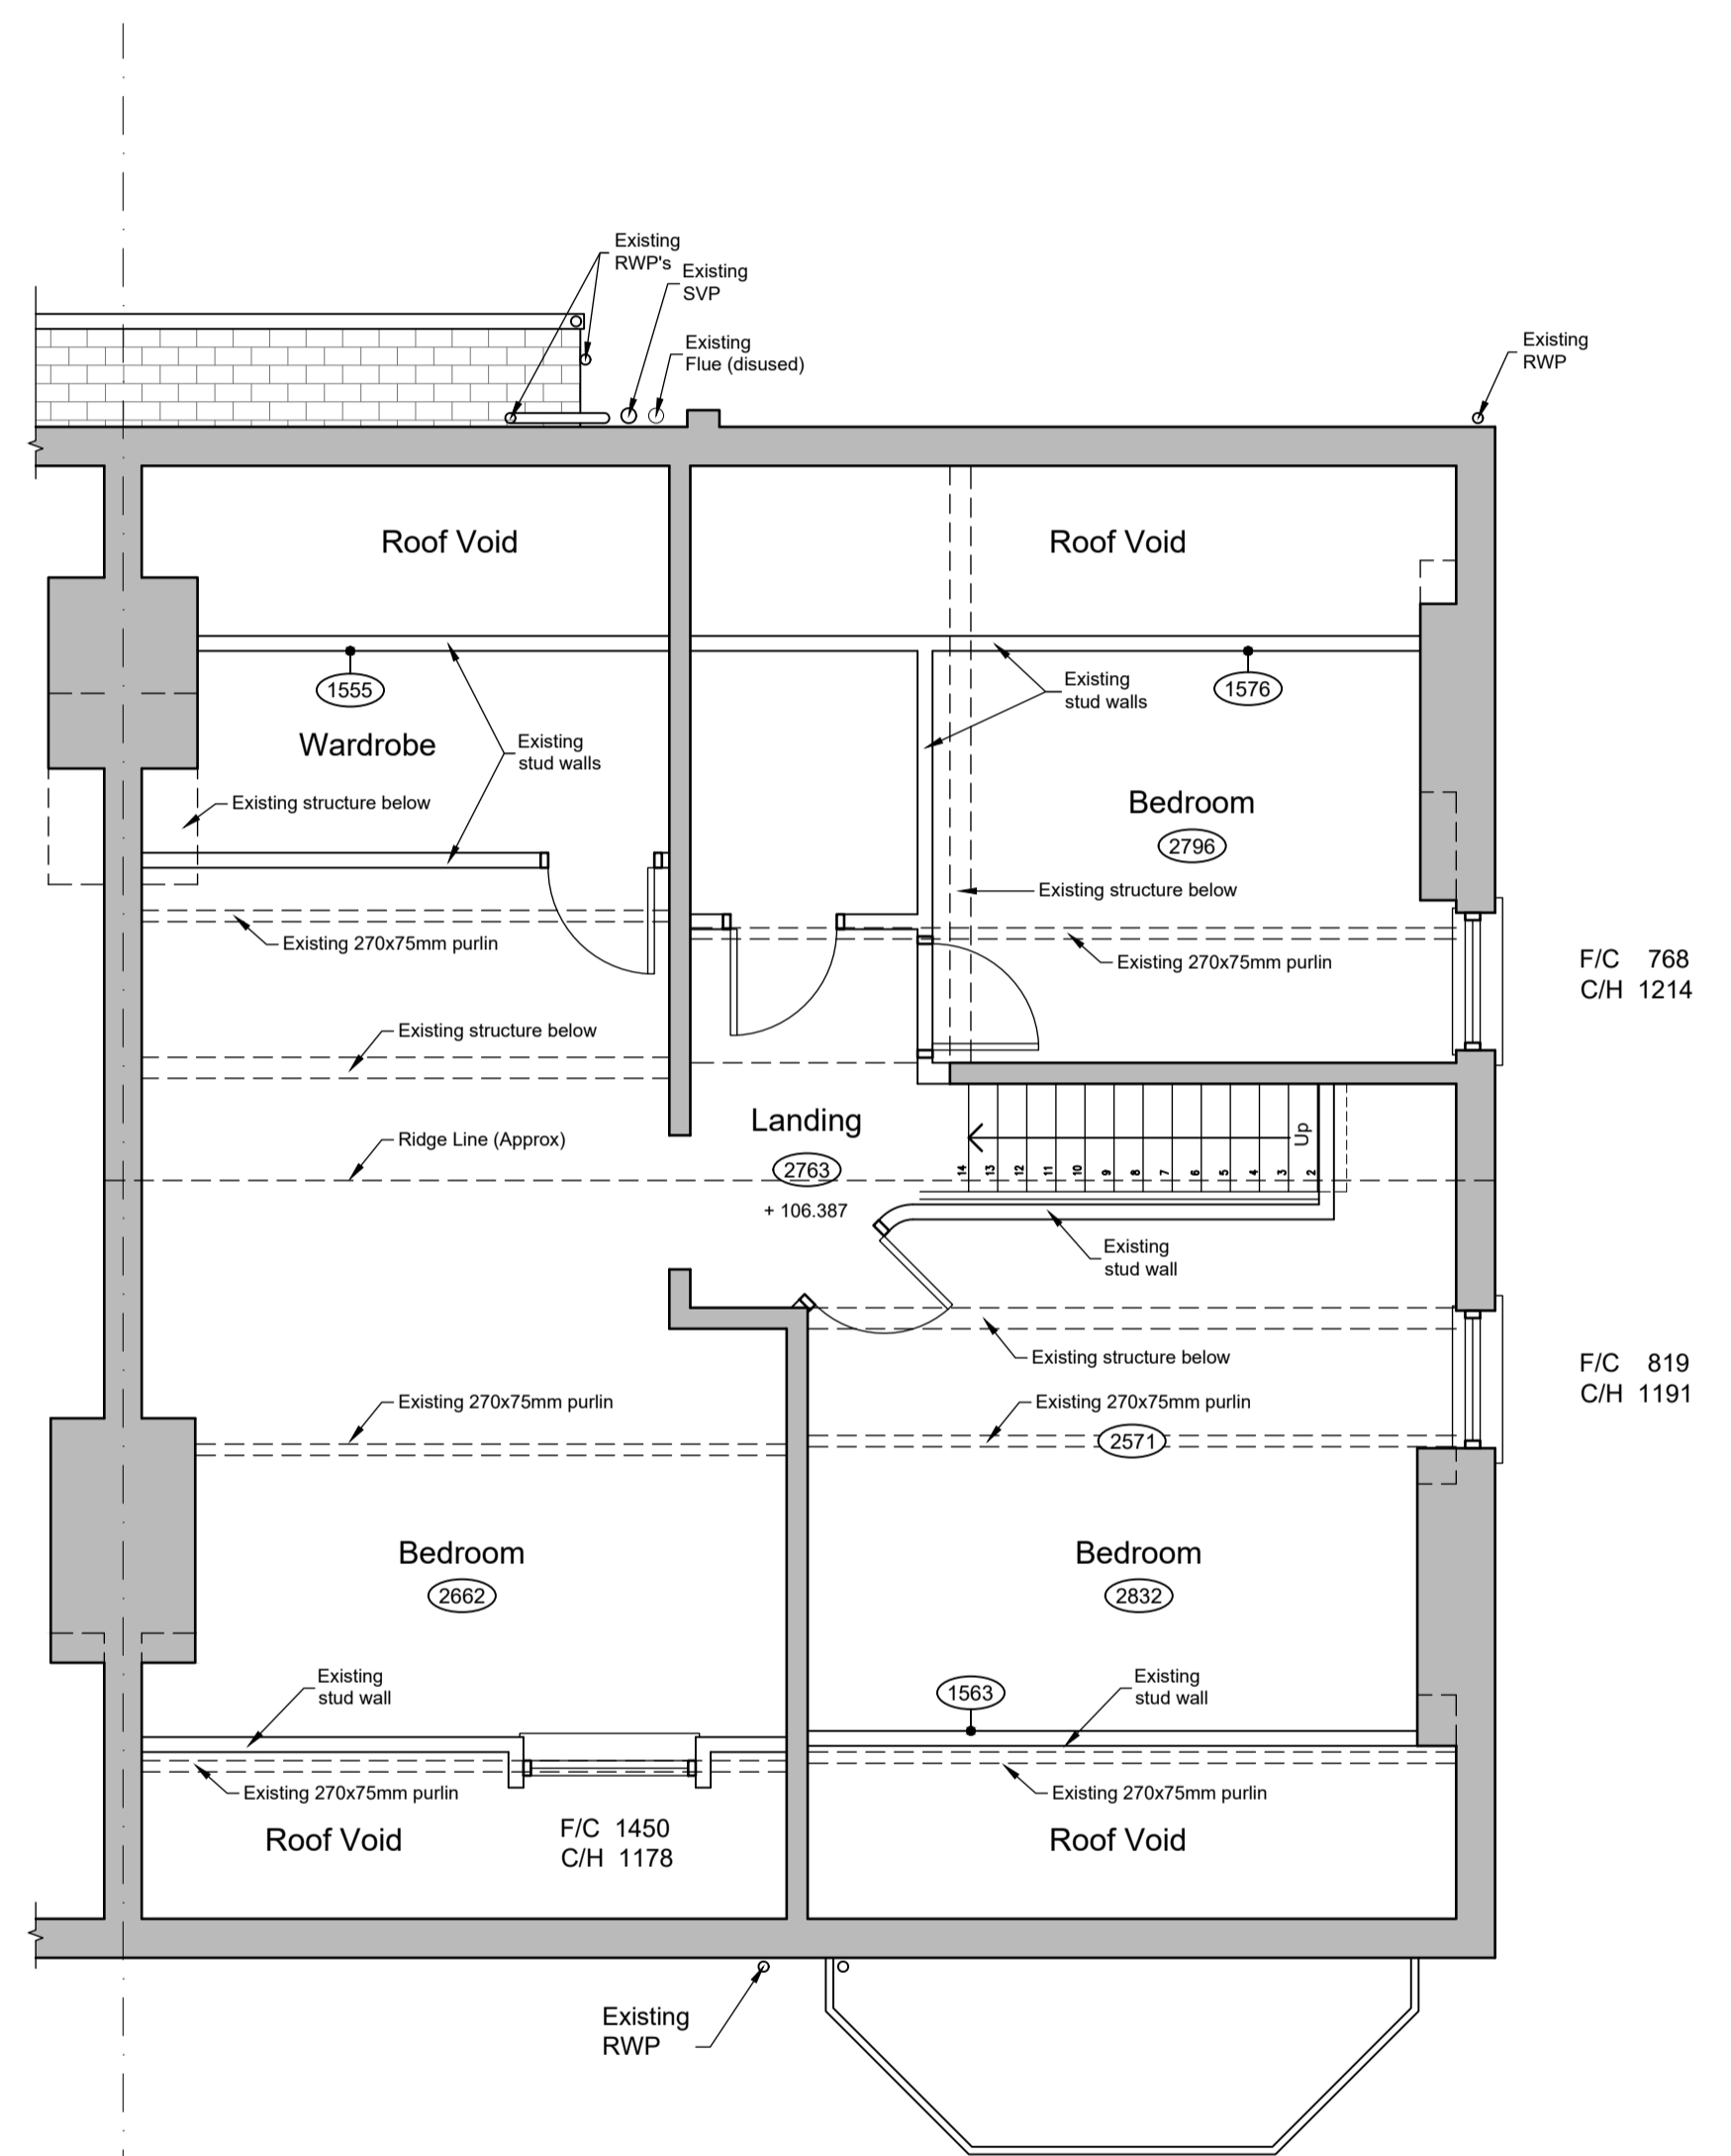 Existing
RWP's
Existing
SVP
Existing
Flue (disused)
Existing
RWP
Roof Void
Roof Void
1555
Existing
stud walls
1576
Wardrobe
Existing
stud walls
Existing structure below
Bedroom
2796
Existing structure below
Existing 270x75mm purlin
Existing 270x75mm purlin
F/C 768
C/H 1214
Existing structure below
Landing
2763
+ 106.387
Ridge Line (Approx)
14 13 12 11 10 9 8 7 6 5 4 3 2
Up
Existing
stud wall
Existing structure below
F/C 819
C/H 1191
Existing 270x75mm purlin
Existing 270x75mm purlin
2571
Bedroom
2662
Bedroom
2832
Existing
stud wall
1563
Existing
stud wall
Existing 270x75mm purlin
Existing 270x75mm purlin
Roof Void
F/C 1450
C/H 1178
Roof Void
Existing
RWP